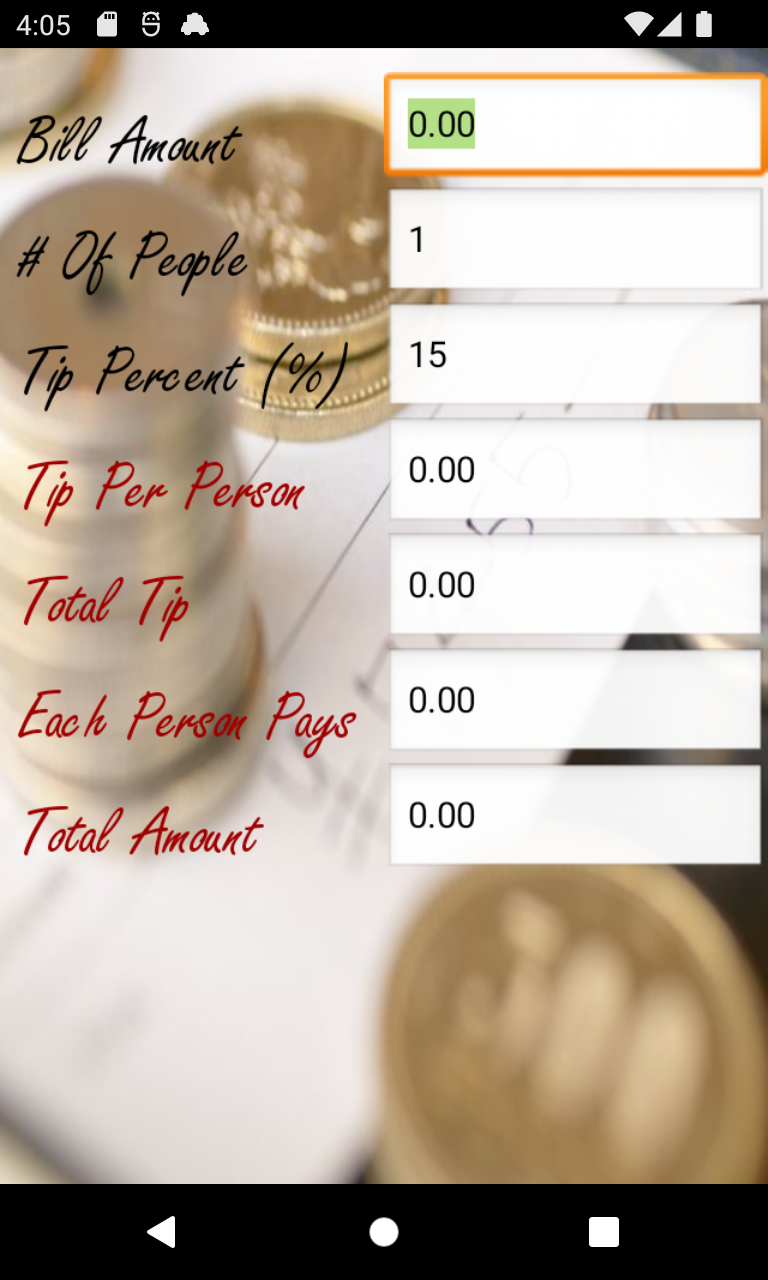 4:05
Bill Amount 0.00
# Of People 1
Tip Percent (%) 15
Tip Per Person 0.00
Total Tip 0.00
Each Person Pays 0.00
Total Amount 0.00